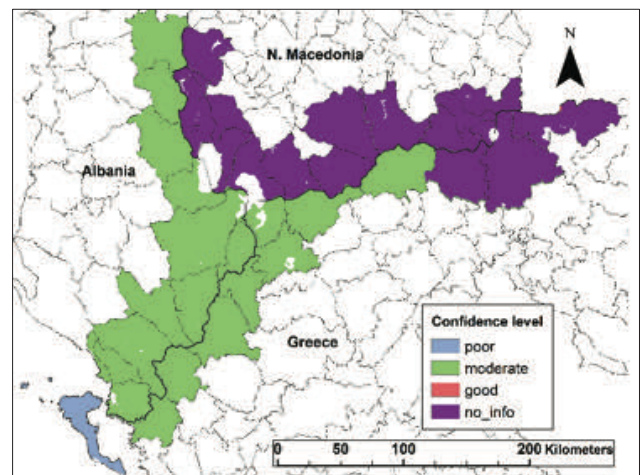 N. Macedonia
N
Albania
Greece
Confidence level
poor
moderate
good
no_info
0 50 100 200 Kilometers